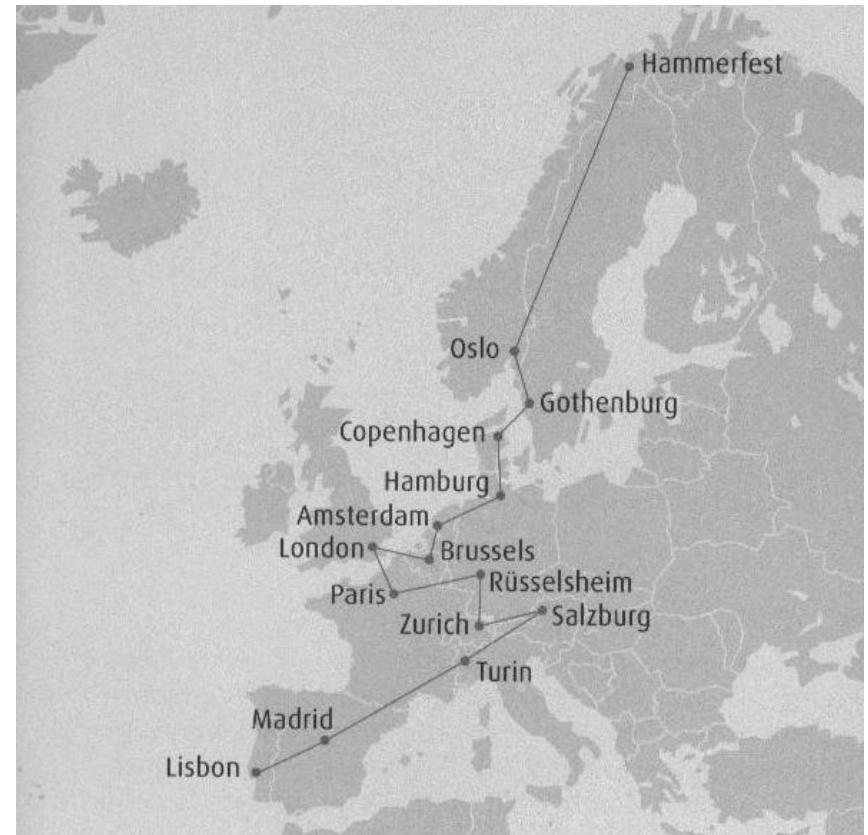 Hammerfest
Oslo
Gothenburg
Copenhagen
Hamburg
Amsterdam
London
Brussels
Rüsselsheim
Paris
Salzburg
Zurich
Turin
Madrid
Lisbon